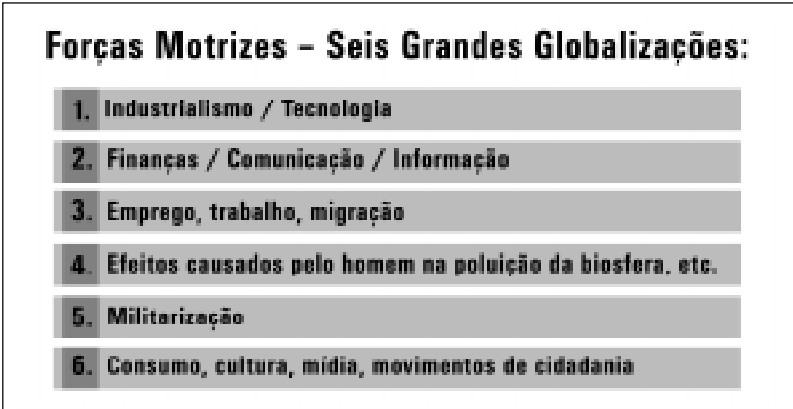 Forças Motrizes – Seis Grandes Globalizações:
1. Industrialismo / Tecnologia
2. Finanças / Comunicação / Informação
3. Emprego, trabalho, migração
4. Efeitos causados pelo homem na poluição da biosfera, etc.
5. Militarização
6. Consumo, cultura, mídia, movimentos de cidadania